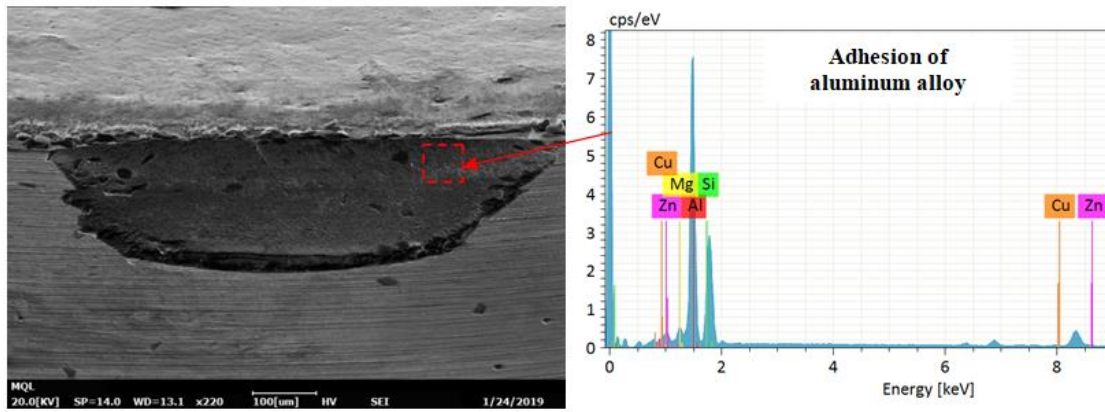 MQL
20.0[KV] SP=14.0 WD=13.1 x220 100[um] HV SEI 1/24/2019
cps/eV
Adhesion of
aluminum alloy
8
7
6
5
4
3
2
1
0
Cu
Mg Si
Zn Al
Cu Zn
0 2 4 6 8
Energy [keV]